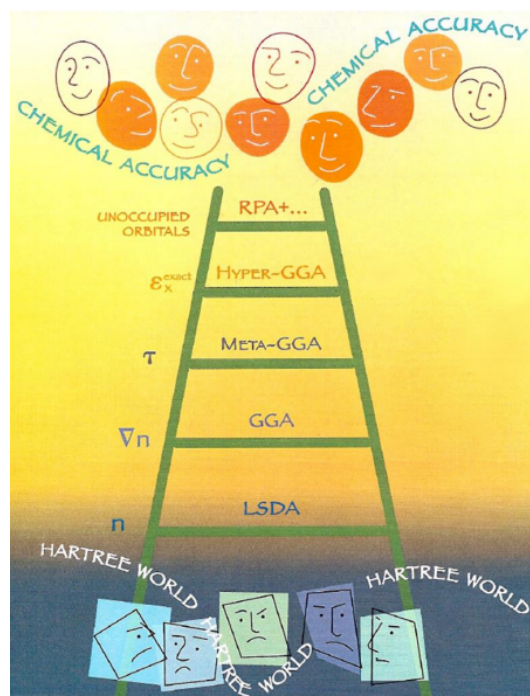 CHEMICAL ACCURACY
CHEMICAL ACCURACY
UNOCCUPIED
ORBITALS
RPA+...
εₓᵉˣᵃᶜᵗ
HYPER-GGA
τ
META-GGA
∇n
GGA
n
LSDA
HARTREE WORLD
HARTREE WORLD
HARTREE WORLD